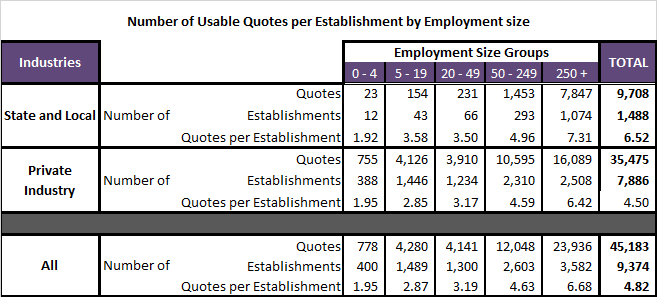 Number of Usable Quotes per Establishment by Employment size
Industries Employment Size Groups TOTAL
0 - 4 5 - 19 20 - 49 50 - 249 250 +
Quotes 23 154 231 1,453 7,847 9,708
State and Local Number of Establishments 12 43 66 293 1,074 1,488
Quotes per Establishment 1.92 3.58 3.50 4.96 7.31 6.52
Private Industry Quotes 755 4,126 3,910 10,595 16,089 35,475
Number of Establishments 388 1,446 1,234 2,310 2,508 7,886
Quotes per Establishment 1.95 2.85 3.17 4.59 6.42 4.50
Quotes 778 4,280 4,141 12,048 23,936 45,183
All Number of Establishments 400 1,489 1,300 2,603 3,582 9,374
Quotes per Establishment 1.95 2.87 3.19 4.63 6.68 4.82